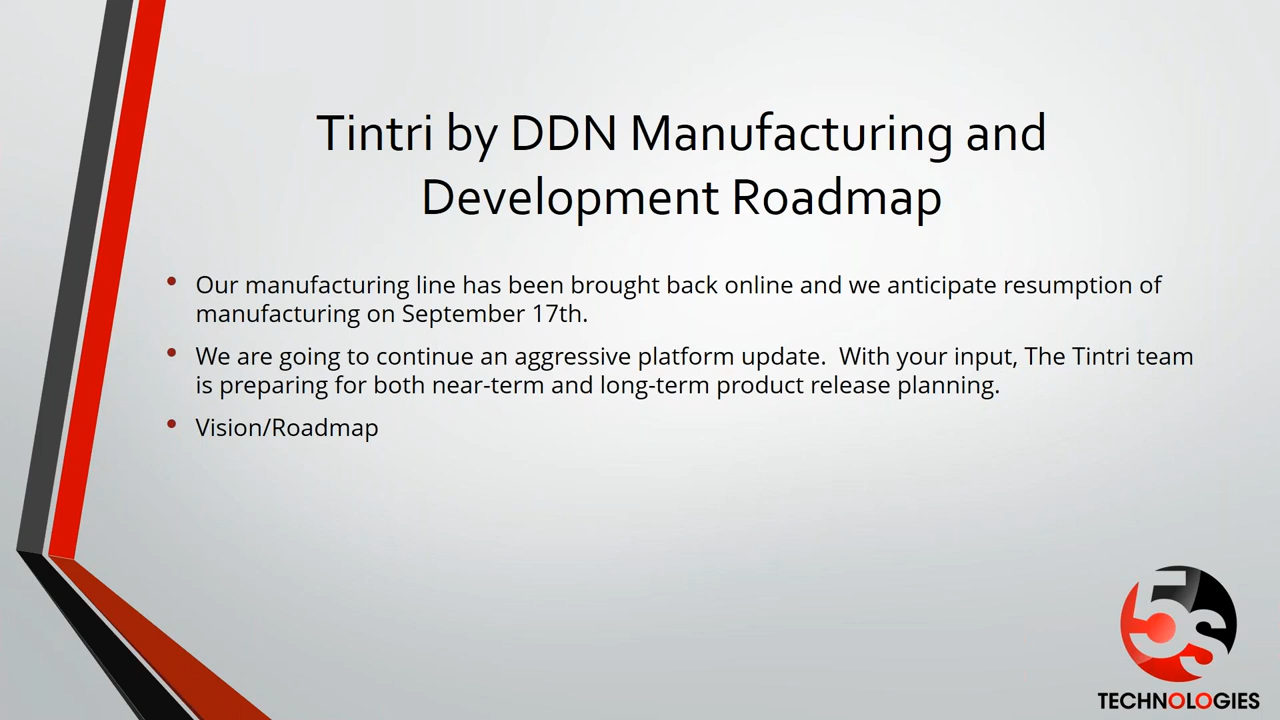 Tintri by DDN Manufacturing and
Development Roadmap
• Our manufacturing line has been brought back online and we anticipate resumption of
manufacturing on September 17th.
• We are going to continue an aggressive platform update.  With your input, The Tintri team
is preparing for both near-term and long-term product release planning.
• Vision/Roadmap
5s
TECHNOLOGIES